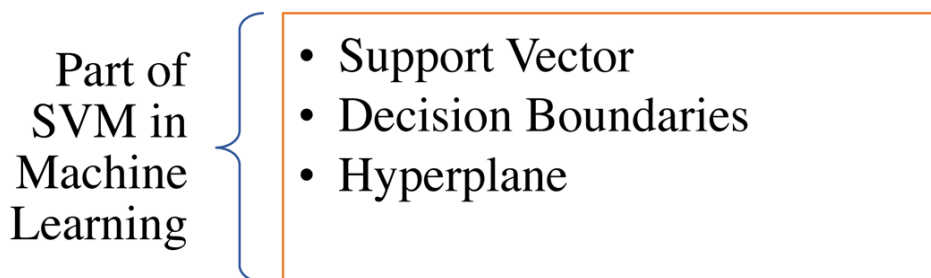 Part of
SVM in
Machine
Learning
• Support Vector
• Decision Boundaries
• Hyperplane